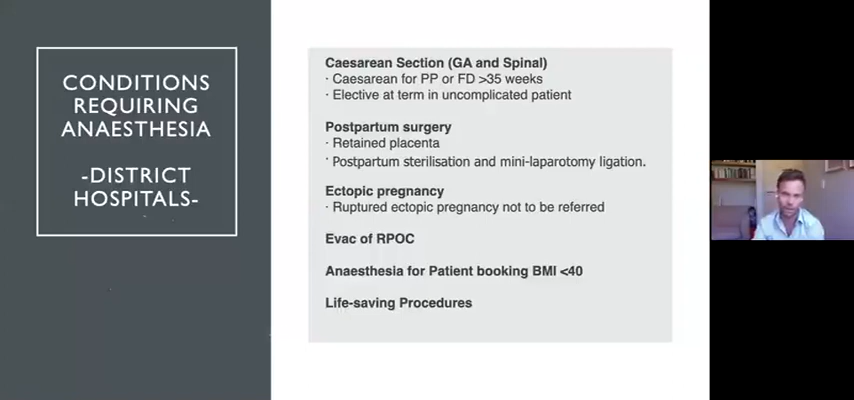 CONDITIONS
REQUIRING
ANAESTHESIA
-DISTRICT
HOSPITALS-
Caesarean Section (GA and Spinal)
· Caesarean for PP or FD >35 weeks
· Elective at term in uncomplicated patient
Postpartum surgery
· Retained placenta
· Postpartum sterilisation and mini-laparotomy ligation.
Ectopic pregnancy
· Ruptured ectopic pregnancy not to be referred
Evac of RPOC
Anaesthesia for Patient booking BMI <40
Life-saving Procedures